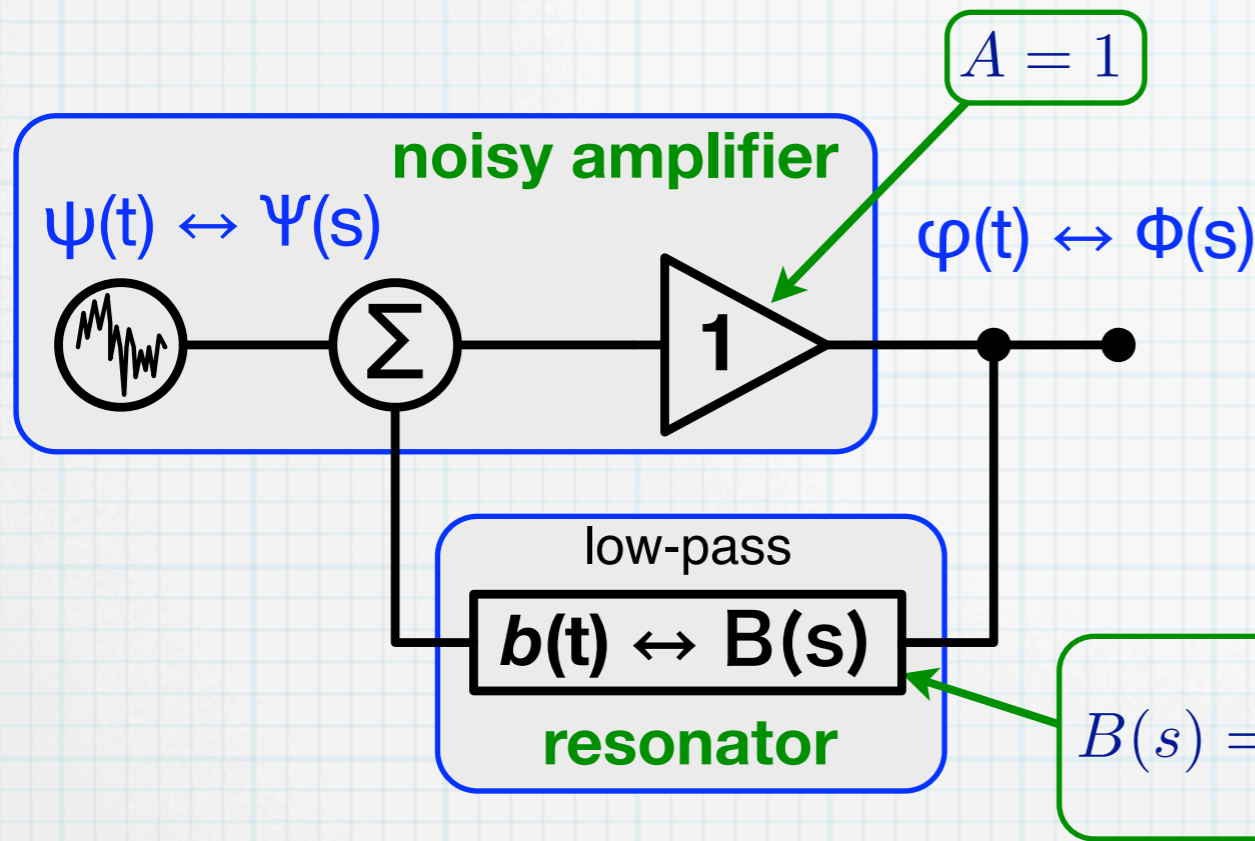 A = 1
noisy amplifier
ψ(t) ↔ Ψ(s)
φ(t) ↔ Φ(s)
Σ
1
low-pass
b(t) ↔ B(s)
resonator
B(s) =